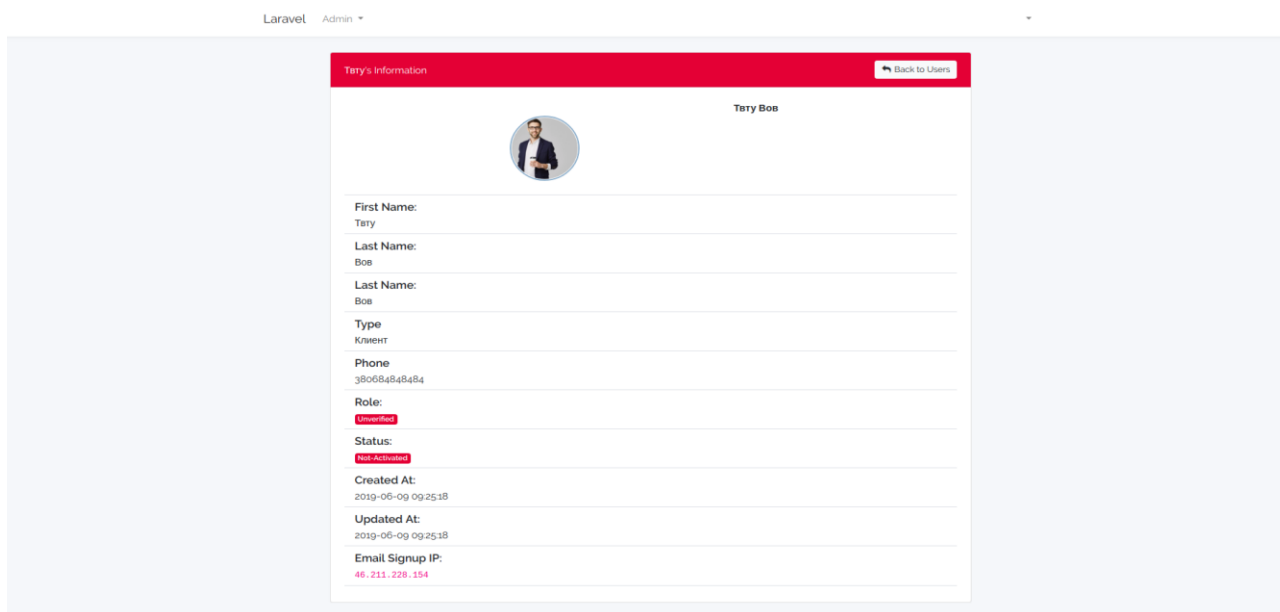 Laravel Admin
Твту's Information
Back to Users
Твту Вов
First Name:
Твту
Last Name:
Вов
Last Name:
Вов
Type
Клиент
Phone
380684848484
Role:
Unverified
Status:
Not-Activated
Created At:
2019-06-09 09:25:18
Updated At:
2019-06-09 09:25:18
Email Signup IP:
46.211.228.154